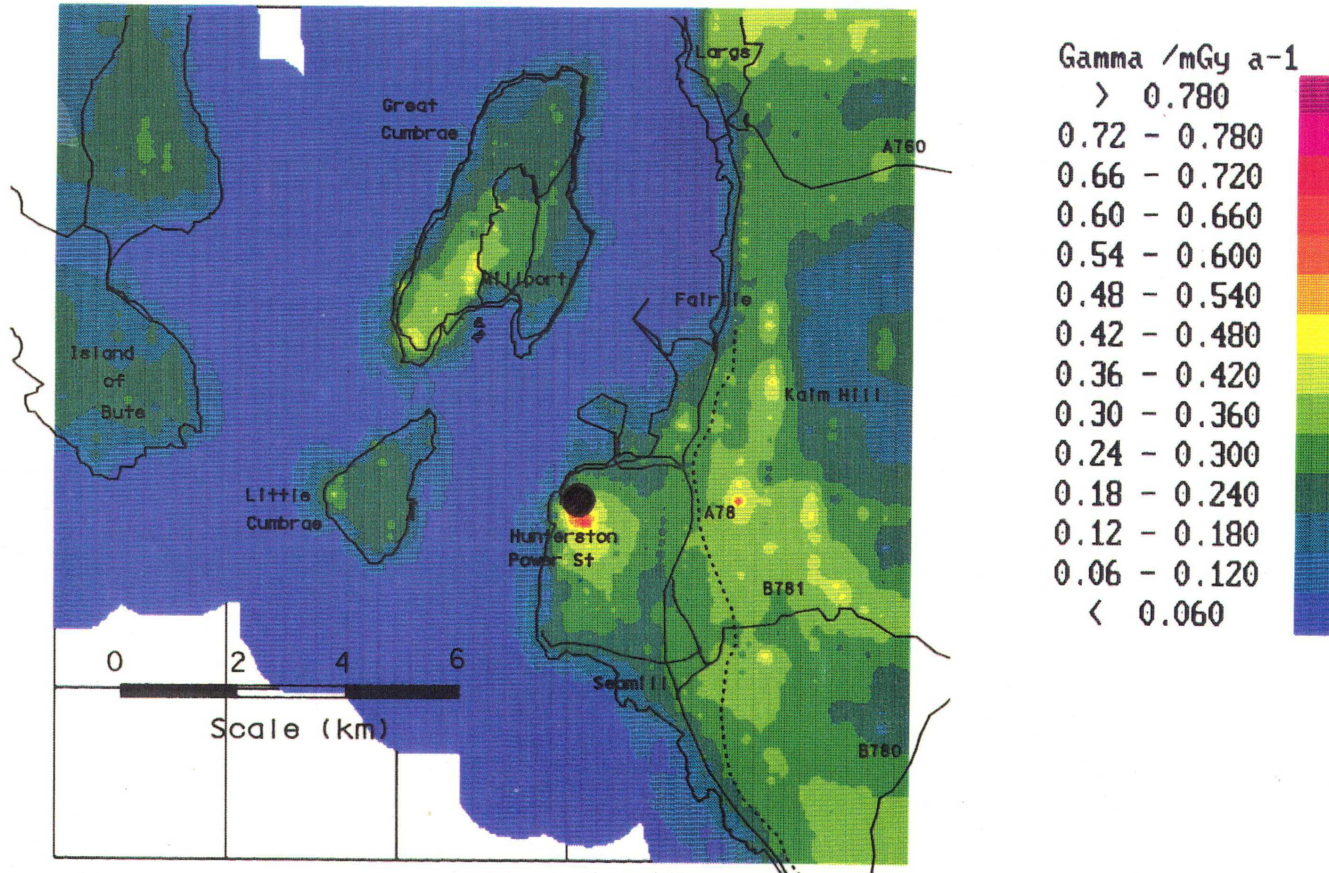 Largs
Great
Cumbrae
A760
Millport
Fairlie
Island
of
Bute
Kaim Hill
Little
Cumbrae
A78
Hunterston
Power St
B781
0 2 4 6
Scale (km)
Seamill
B780
Gamma /mGy a-1
> 0.780
0.72 - 0.780
0.66 - 0.720
0.60 - 0.660
0.54 - 0.600
0.48 - 0.540
0.42 - 0.480
0.36 - 0.420
0.30 - 0.360
0.24 - 0.300
0.18 - 0.240
0.12 - 0.180
0.06 - 0.120
< 0.060